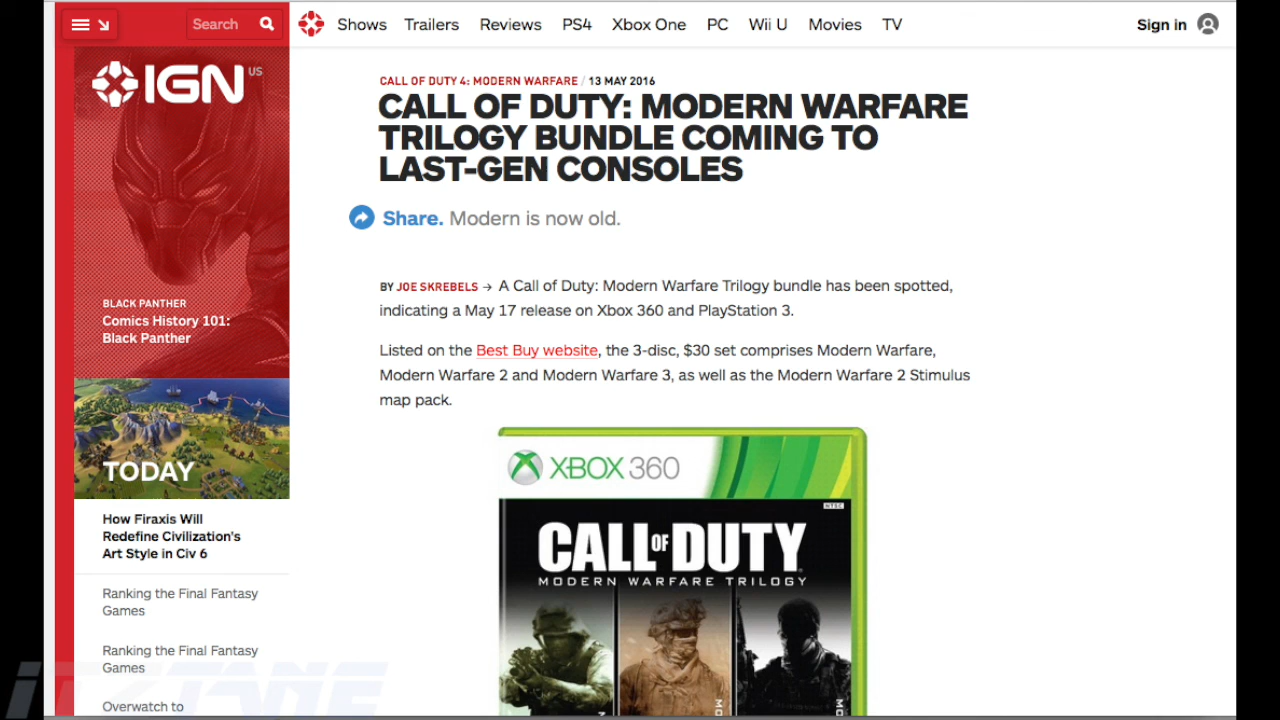 Search
Shows Trailers Reviews PS4 Xbox One PC Wii U Movies TV
Sign in
IGN US
BLACK PANTHER
Comics History 101:
Black Panther
TODAY
How Firaxis Will
Redefine Civilization's
Art Style in Civ 6
Ranking the Final Fantasy
Games
Ranking the Final Fantasy
Games
Overwatch to
CALL OF DUTY 4: MODERN WARFARE / 13 MAY 2016
CALL OF DUTY: MODERN WARFARE
TRILOGY BUNDLE COMING TO
LAST-GEN CONSOLES
Share. Modern is now old.
BY JOE SKREBELS → A Call of Duty: Modern Warfare Trilogy bundle has been spotted,
indicating a May 17 release on Xbox 360 and PlayStation 3.
Listed on the Best Buy website, the 3-disc, $30 set comprises Modern Warfare,
Modern Warfare 2 and Modern Warfare 3, as well as the Modern Warfare 2 Stimulus
map pack.
XBOX 360
NTSC
CALL OF DUTY
MODERN WARFARE TRILOGY